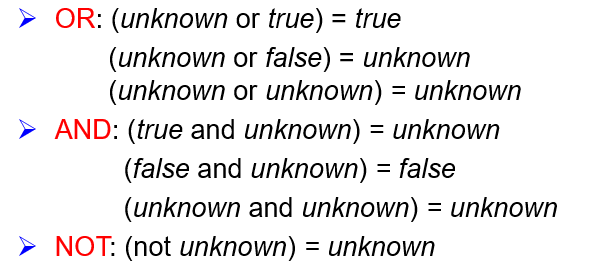 ➢ OR: (unknown or true) = true
(unknown or false) = unknown
(unknown or unknown) = unknown
➢ AND: (true and unknown) = unknown
(false and unknown) = false
(unknown and unknown) = unknown
➢ NOT: (not unknown) = unknown